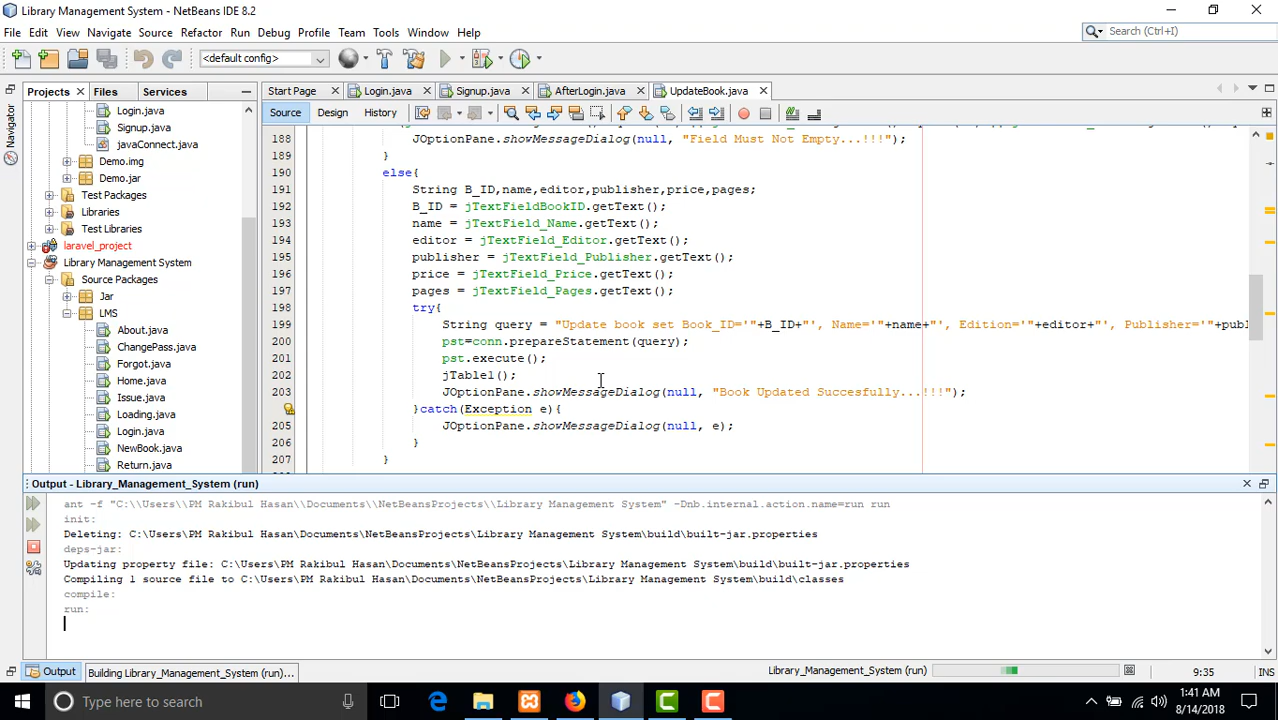 Library Management System - NetBeans IDE 8.2
File Edit View Navigate Source Refactor Run Debug Profile Team Tools Window Help
Search (Ctrl+I)
<default config>
Projects Files Services
Start Page Login.java Signup.java AfterLogin.java UpdateBook.java
Source Design History
Navigator
Login.java
Signup.java
javaConnect.java
Demo.img
Demo.jar
Test Packages
Libraries
Test Libraries
laravel_project
Library Management System
Source Packages
Jar
LMS
About.java
ChangePass.java
Forgot.java
Home.java
Issue.java
Loading.java
Login.java
NewBook.java
Return.java
188 JOptionPane.showMessageDialog(null, "Field Must Not Empty...!!!");
189 }
190 else{
191 String B_ID,name,editor,publisher,price,pages;
192 B_ID = jTextFieldBookID.getText();
193 name = jTextField_Name.getText();
194 editor = jTextField_Editor.getText();
195 publisher = jTextField_Publisher.getText();
196 price = jTextField_Price.getText();
197 pages = jTextField_Pages.getText();
198 try{
199 String query = "Update book set Book_ID='"+B_ID+"', Name='"+name+"', Edition='"+editor+"', Publisher='"+publ
200 pst=conn.prepareStatement(query);
201 pst.execute();
202 jTable1();
203 JOptionPane.showMessageDialog(null, "Book Updated Succesfully...!!!");
}catch(Exception e){
205 JOptionPane.showMessageDialog(null, e);
206 }
207 }
Output - Library_Management_System (run)
ant -f "C:\\Users\\PM Rakibul Hasan\\Documents\\NetBeansProjects\\Library Management System" -Dnb.internal.action.name=run run
init:
Deleting: C:\Users\PM Rakibul Hasan\Documents\NetBeansProjects\Library Management System\build\built-jar.properties
deps-jar:
Updating property file: C:\Users\PM Rakibul Hasan\Documents\NetBeansProjects\Library Management System\build\built-jar.properties
Compiling 1 source file to C:\Users\PM Rakibul Hasan\Documents\NetBeansProjects\Library Management System\build\classes
compile:
run:
Output Building Library_Management_System (run)... Library_Management_System (run) 9:35 INS
Type here to search
1:41 AM
8/14/2018